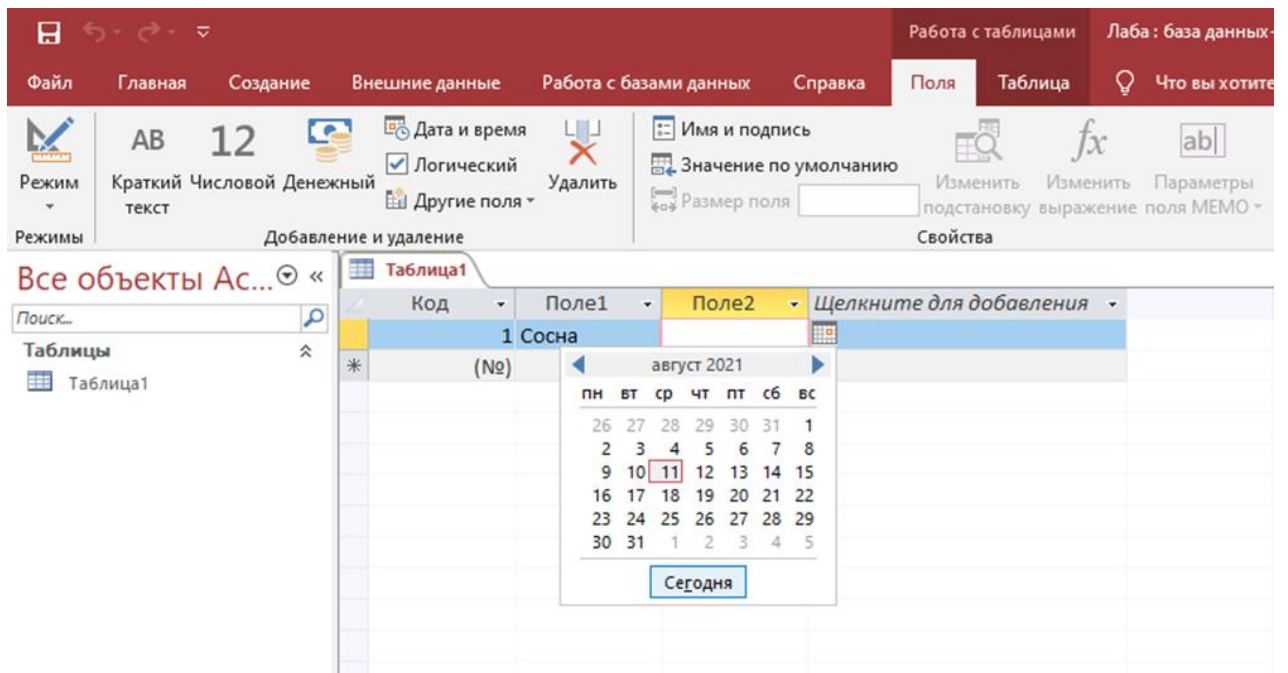 Работа с таблицами Лаба : база данных-
Файл Главная Создание Внешние данные Работа с базами данных Справка Поля Таблица Что вы хотите
Режим
AB
Краткий
текст
12
Числовой
Денежный
Дата и время
Логический
Другие поля
Удалить
Имя и подпись
Значение по умолчанию
Размер поля
Изменить
подстановку
fx
Изменить
выражение
ab
Параметры
поля МЕМО
Режимы Добавление и удаление Свойства
Все объекты Ac...
Поиск...
Таблицы
Таблица1
Таблица1
Код Поле1 Поле2 Щелкните для добавления
1 Сосна
* (№)
август 2021
пн вт ср чт пт сб вс
26 27 28 29 30 31 1
2 3 4 5 6 7 8
9 10 11 12 13 14 15
16 17 18 19 20 21 22
23 24 25 26 27 28 29
30 31 1 2 3 4 5
Сегодня